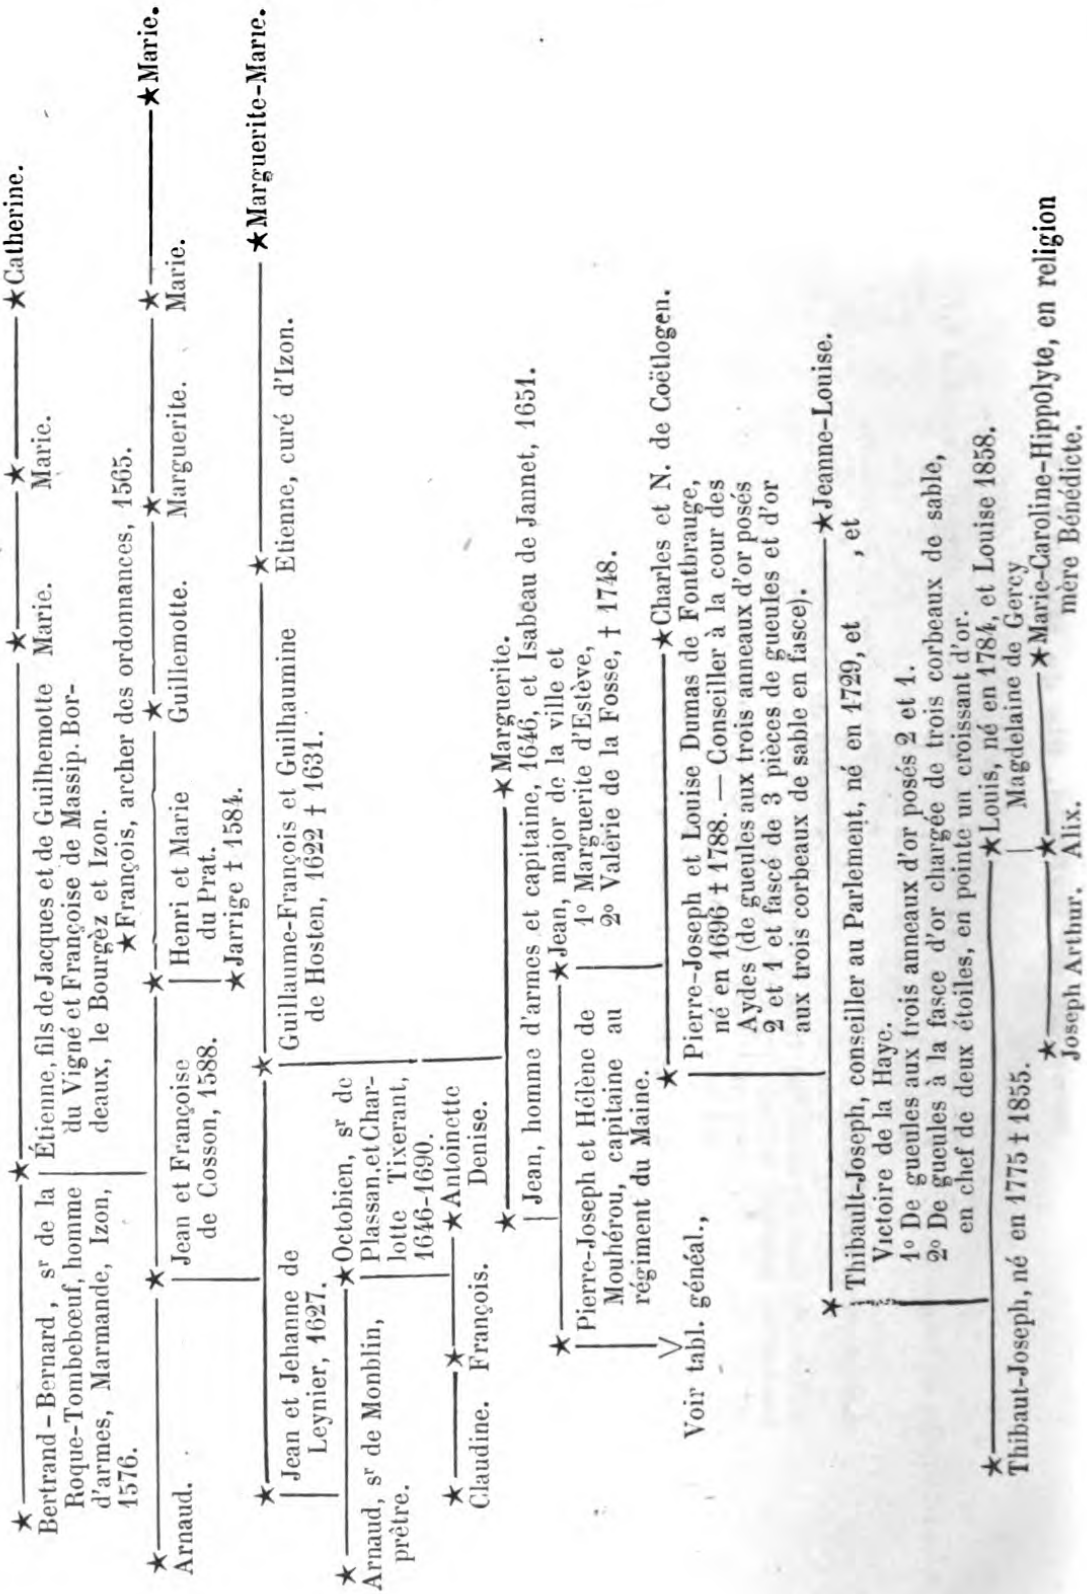 Bertrand-Bernard, sr de la
Roque-Tombebœuf, homme
d'armes, Marmande, Izon,
1576.
Étienne, fils de Jacques et de Guilhemotte
du Vigné et Françoise de Massip. Bor-
deaux, le Bourgèz et Izon.
Marie.
Marie.
Catherine.
François, archer des ordonnances, 1565.
Arnaud.
Jean et Françoise
de Cosson, 1588.
Henri et Marie
du Prat.
Jarrige † 1584.
Guillemotte.
Marguerite.
Marie.
Marie.
Jean et Jehanne de
Leynier, 1627.
Guillaume-François et Guilhaumine
de Hosten, 1622 † 1631.
Etienne, curé d'Izon.
Marguerite-Marie.
Arnaud, sr de Monblin,
prêtre.
Octobien, sr de
Plassan, et Char-
lotte Tixerant,
1646-1690.
Claudine.
François.
Antoinette
Denise.
Jean, homme d'armes et capitaine, 1646, et Isabeau de Jannet, 1651.
Marguerite.
Pierre-Joseph et Hélène de
Mouhérou, capitaine au
régiment du Maine.
Jean, major de la ville et
1o Marguerite d'Estève,
2o Valérie de la Fosse, † 1748.
Voir tabl. généal.,
Pierre-Joseph et Louise Dumas de Fontbrauge,
né en 1696 † 1788. — Conseiller à la cour des
Aydes (de gueules aux trois anneaux d'or posés
2 et 1 et fascé de 3 pièces de gueules et d'or
aux trois corbeaux de sable en fasce).
Charles et N. de Coëtlogen.
Thibault-Joseph, conseiller au Parlement, né en 1729, et , et
Victoire de la Haye.
1o De gueules aux trois anneaux d'or posés 2 et 1.
2o De gueules à la fasce d'or chargée de trois corbeaux de sable,
en chef de deux étoiles, en pointe un croissant d'or.
Jeanne-Louise.
Thibaut-Joseph, né en 1775 † 1855.
Louis, né en 1784, et Louise 1858.
Magdelaine de Gercy
Joseph Arthur.
Alix.
Marie-Caroline-Hippolyte, en religion
mère Bénédicte.